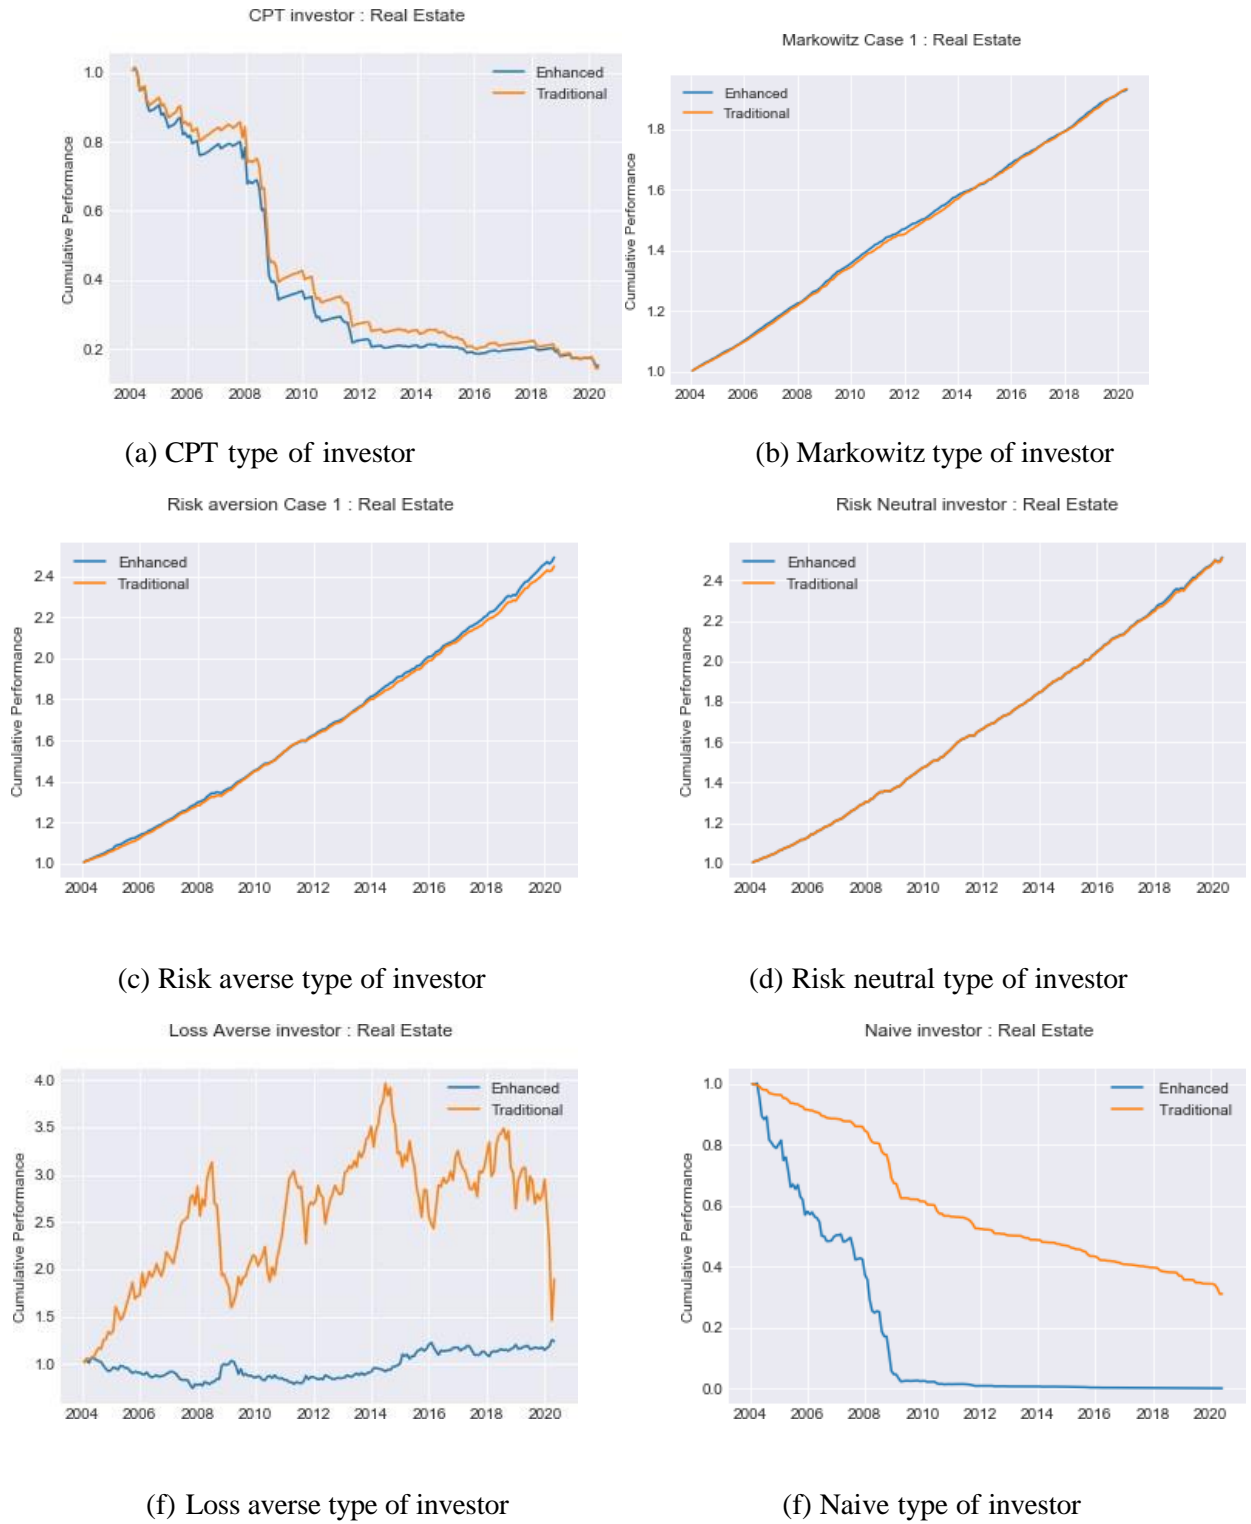 CPT investor : Real Estate
Cumulative Performance
1.0
0.8
0.6
0.4
0.2
Enhanced
Traditional
2004 2006 2008 2010 2012 2014 2016 2018 2020
(a) CPT type of investor
Markowitz Case 1 : Real Estate
Cumulative Performance
1.8
1.6
1.4
1.2
1.0
Enhanced
Traditional
2004 2006 2008 2010 2012 2014 2016 2018 2020
(b) Markowitz type of investor
Risk aversion Case 1 : Real Estate
Cumulative Performance
2.4
2.2
2.0
1.8
1.6
1.4
1.2
1.0
Enhanced
Traditional
2004 2006 2008 2010 2012 2014 2016 2018 2020
(c) Risk averse type of investor
Risk Neutral investor : Real Estate
Cumulative Performance
2.4
2.2
2.0
1.8
1.6
1.4
1.2
1.0
Enhanced
Traditional
2004 2006 2008 2010 2012 2014 2016 2018 2020
(d) Risk neutral type of investor
Loss Averse investor : Real Estate
Cumulative Performance
4.0
3.5
3.0
2.5
2.0
1.5
1.0
Enhanced
Traditional
2004 2006 2008 2010 2012 2014 2016 2018 2020
(f) Loss averse type of investor
Naive investor : Real Estate
Cumulative Performance
1.0
0.8
0.6
0.4
0.2
0.0
Enhanced
Traditional
2004 2006 2008 2010 2012 2014 2016 2018 2020
(f) Naive type of investor